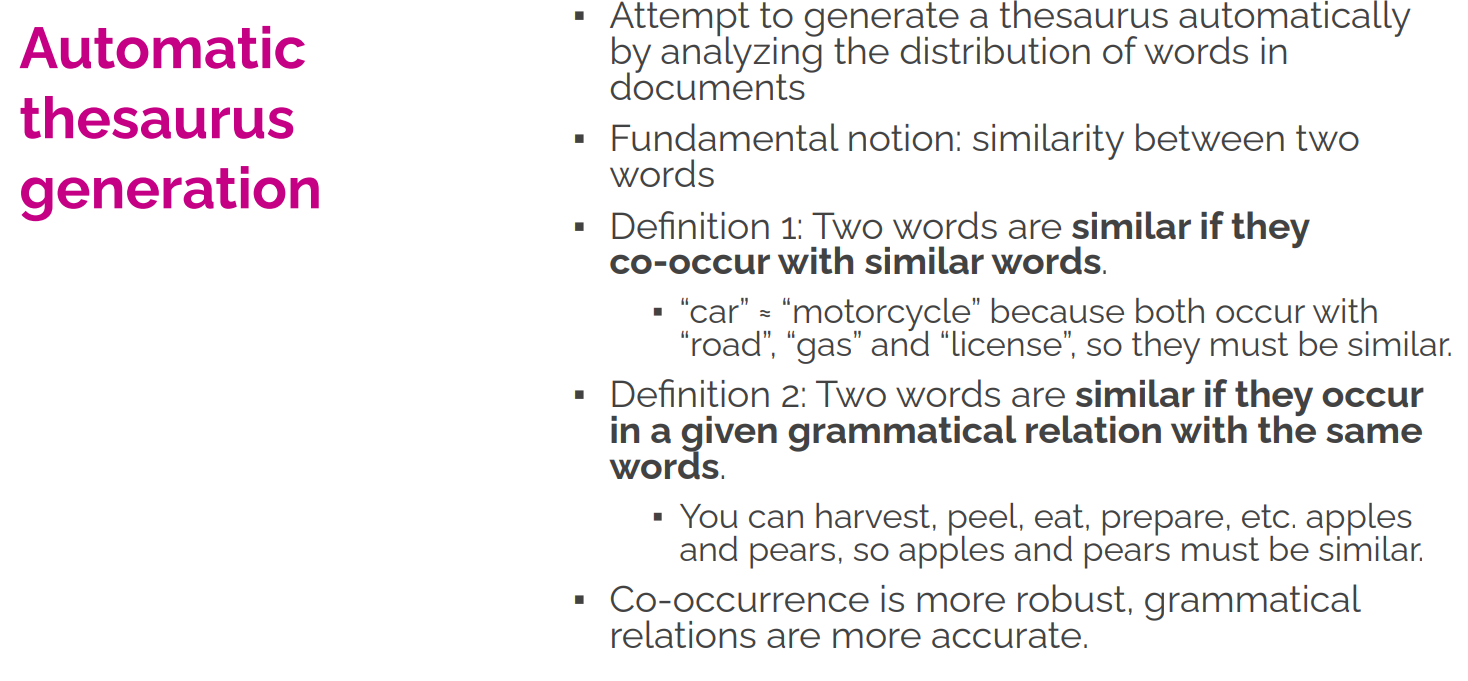 Automatic
thesaurus
generation
▪ Attempt to generate a thesaurus automatically
by analyzing the distribution of words in
documents
▪ Fundamental notion: similarity between two
words
▪ Definition 1: Two words are similar if they
co-occur with similar words.
▪ “car” ≈ “motorcycle” because both occur with
“road”, “gas” and “license”, so they must be similar.
▪ Definition 2: Two words are similar if they occur
in a given grammatical relation with the same
words.
▪ You can harvest, peel, eat, prepare, etc. apples
and pears, so apples and pears must be similar.
▪ Co-occurrence is more robust, grammatical
relations are more accurate.